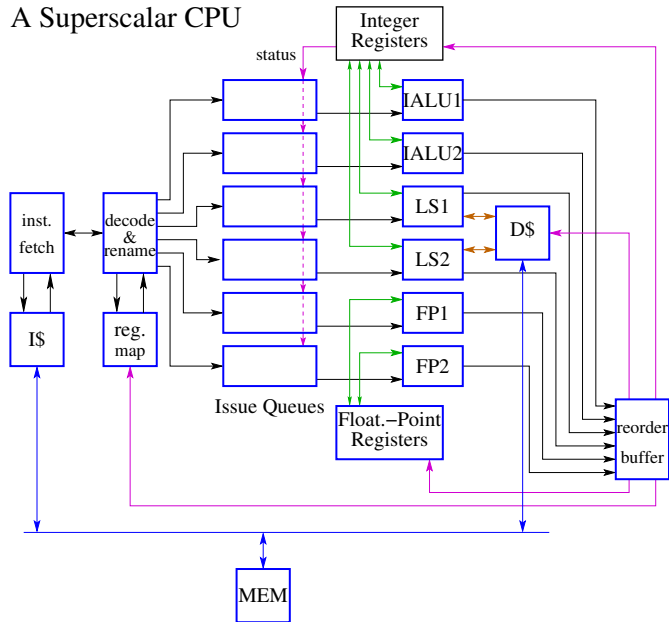 A Superscalar CPU
Integer
Registers
status
IALU1
IALU2
inst.
fetch
decode
&
rename
LS1
D$
LS2
I$
reg.
map
FP1
FP2
Issue Queues
Float.-Point
Registers
reorder
buffer
MEM